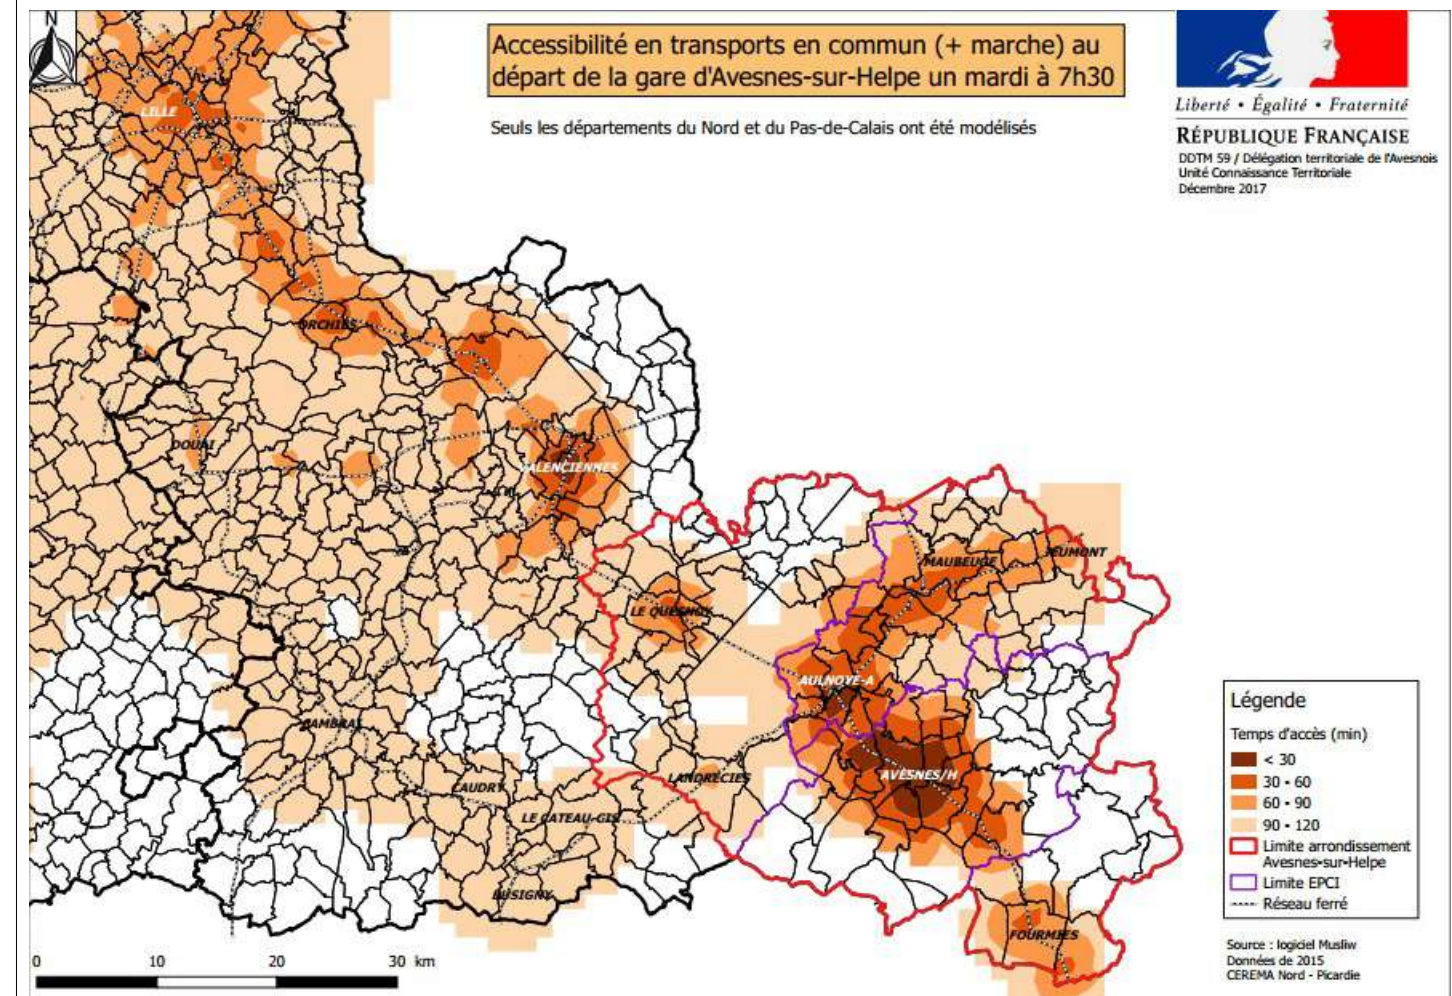 N
Accessibilité en transports en commun (+ marche) au
départ de la gare d'Avesnes-sur-Helpe un mardi à 7h30
Seuls les départements du Nord et du Pas-de-Calais ont été modélisés
Liberté • Égalité • Fraternité
RÉPUBLIQUE FRANÇAISE
DDTM 59 / Délégation territoriale de l'Avesnois
Unité Connaissance Territoriale
Décembre 2017
LILLE
ORCHIES
DOUAI
VALENCIENNES
MAUBEUGE
JEUMONT
LE QUESNOY
AULNOYE-A
CAMBRAI
AVESNES/H
LANDRECIES
CAUDRY
LE CATEAU-CIS
BUSIGNY
FOURMIES
Légende
Temps d'accès (min)
< 30
30 - 60
60 - 90
90 - 120
Limite arrondissement
Avesnes-sur-Helpe
Limite EPCI
Réseau ferré
Source : logiciel Musliw
Données de 2015
CEREMA Nord - Picardie
0 10 20 30 km